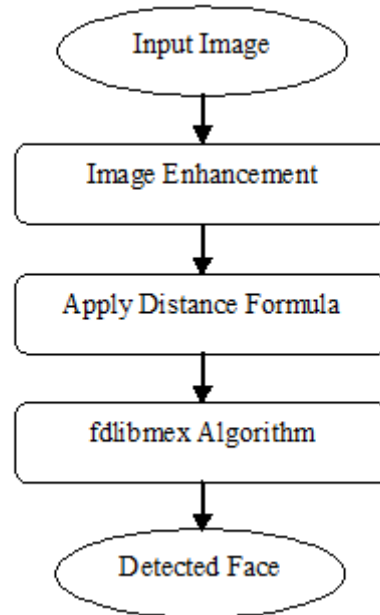 Input Image
Image Enhancement
Apply Distance Formula
fdlibmex Algorithm
Detected Face